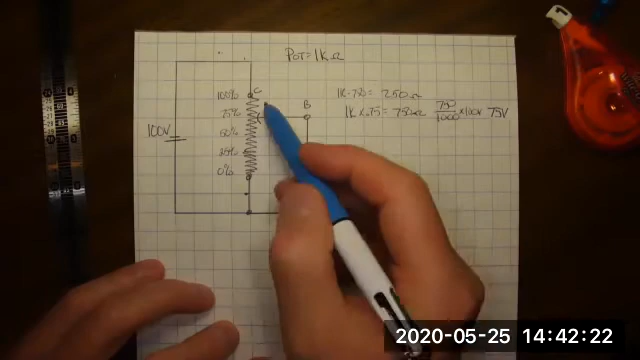 POT=1KΩ
100% C
75%
50%
25%
0%
100V
B
1K-75%= 250Ω
1K x.75= 750Ω 750/1000 x100V 75V
2020-05-25 14:42:22